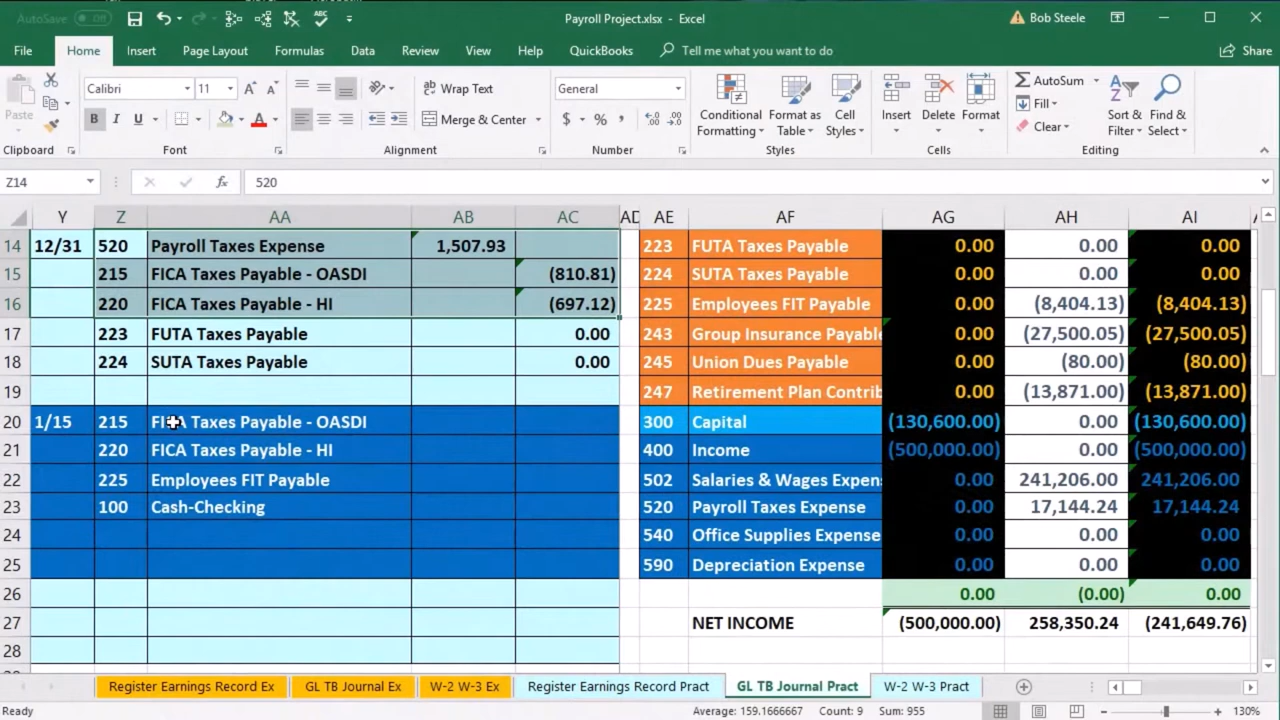 AutoSave Off Payroll Project.xlsx - Excel Bob Steele
File Home Insert Page Layout Formulas Data Review View Help QuickBooks Tell me what you want to do Share
Paste Calibri 11 A A Wrap Text General Conditional Formatting Format as Table Cell Styles Insert Delete Format AutoSum Fill Clear Sort & Filter Find & Select
B I U A Merge & Center $ % ,
Clipboard Font Alignment Number Styles Cells Editing
Z14 fx 520
Y Z AA AB AC AD AE AF AG AH AI
14 12/31 520 Payroll Taxes Expense 1,507.93 223 FUTA Taxes Payable 0.00 0.00 0.00
15 215 FICA Taxes Payable - OASDI (810.81) 224 SUTA Taxes Payable 0.00 0.00 0.00
16 220 FICA Taxes Payable - HI (697.12) 225 Employees FIT Payable 0.00 (8,404.13) (8,404.13)
17 223 FUTA Taxes Payable 0.00 243 Group Insurance Payable 0.00 (27,500.05) (27,500.05)
18 224 SUTA Taxes Payable 0.00 245 Union Dues Payable 0.00 (80.00) (80.00)
19 247 Retirement Plan Contrib 0.00 (13,871.00) (13,871.00)
20 1/15 215 FICA Taxes Payable - OASDI 300 Capital (130,600.00) 0.00 (130,600.00)
21 220 FICA Taxes Payable - HI 400 Income (500,000.00) 0.00 (500,000.00)
22 225 Employees FIT Payable 502 Salaries & Wages Expen 0.00 241,206.00 241,206.00
23 100 Cash-Checking 520 Payroll Taxes Expense 0.00 17,144.24 17,144.24
24 540 Office Supplies Expense 0.00 0.00 0.00
25 590 Depreciation Expense 0.00 0.00 0.00
26 0.00 (0.00) 0.00
27 NET INCOME (500,000.00) 258,350.24 (241,649.76)
28
Register Earnings Record Ex GL TB Journal Ex W-2 W-3 Ex Register Earnings Record Pract GL TB Journal Pract W-2 W-3 Pract
Ready Average: 159.1666667 Count: 9 Sum: 955 130%